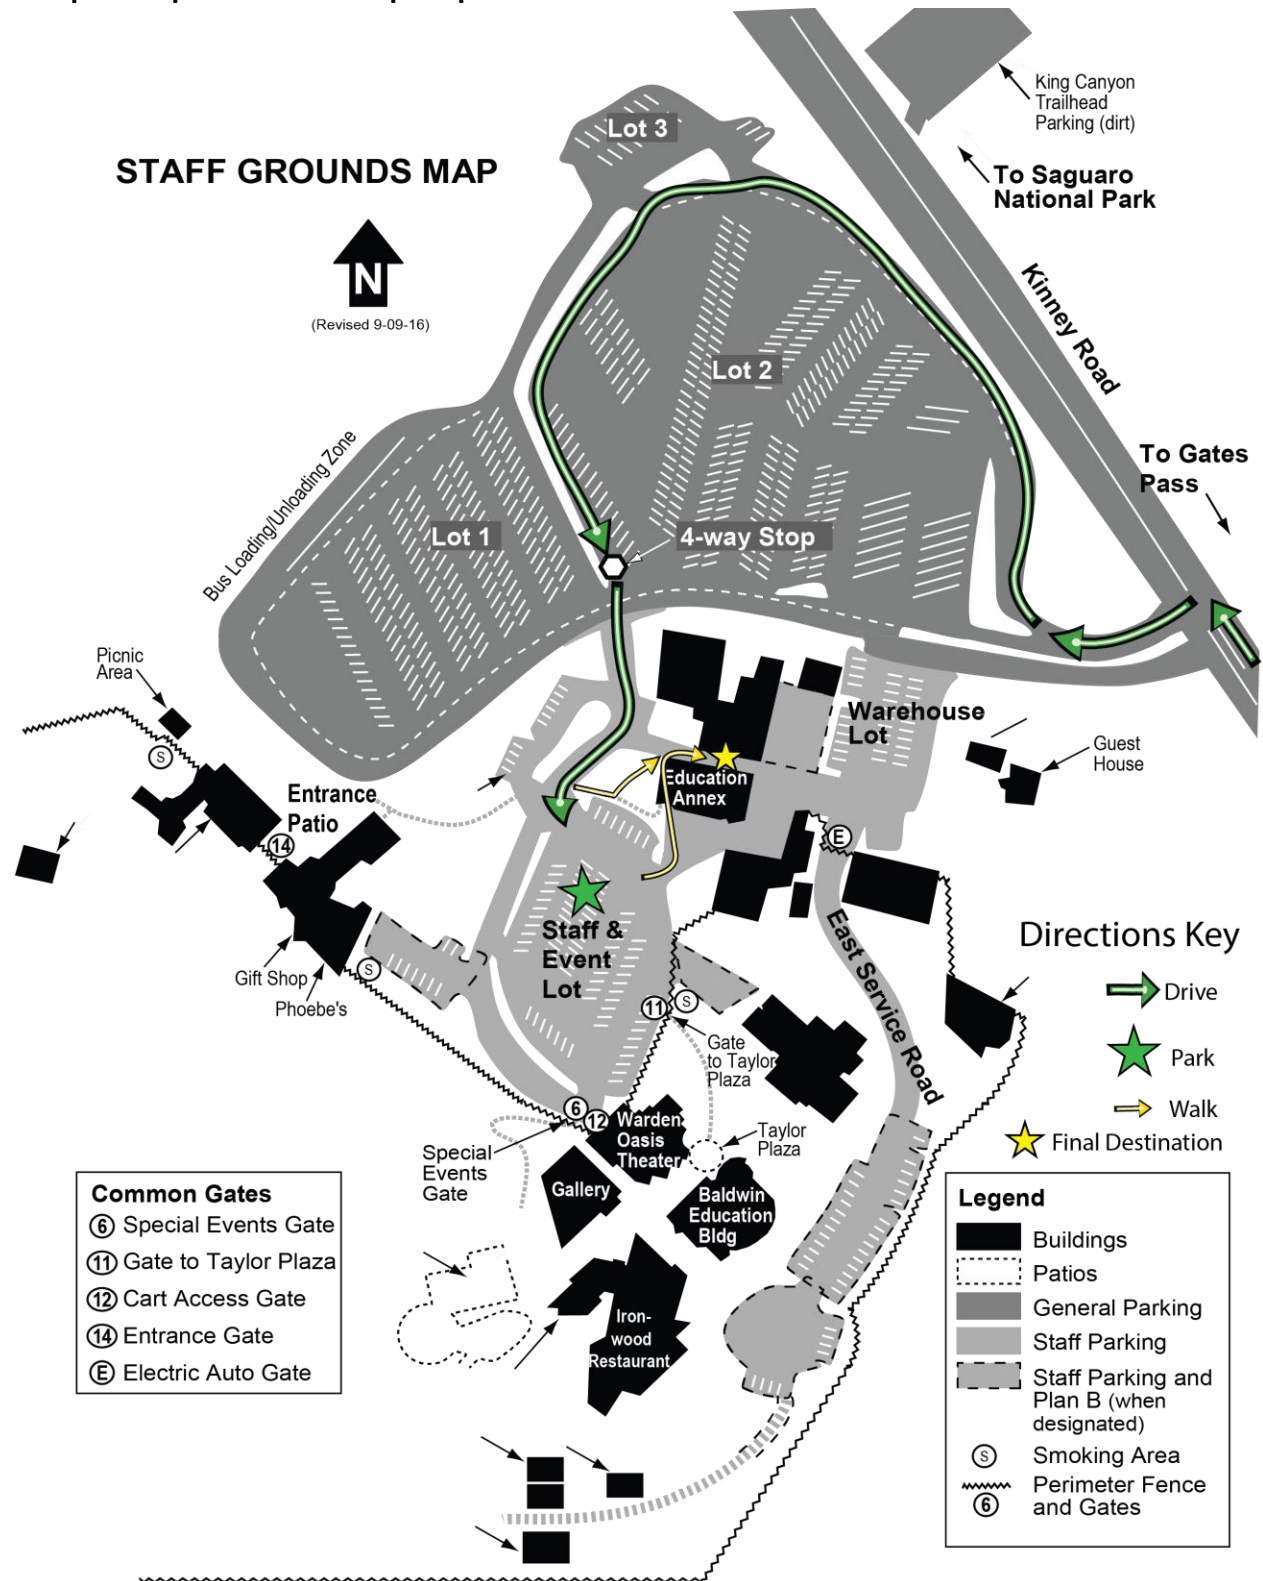 STAFF GROUNDS MAP
N
(Revised 9-09-16)
Lot 3
King Canyon
Trailhead
Parking (dirt)
To Saguaro
National Park
Kinney Road
Lot 2
To Gates
Pass
Bus Loading/Unloading Zone
Lot 1
4-way Stop
Picnic
Area
S
Warehouse
Lot
Guest
House
Education
Annex
Entrance
Patio
14
E
Staff &
Event
Lot
East Service Road
Gift Shop
Phoebe's
S
11
S
Gate
to Taylor
Plaza
Directions Key
Drive
Park
Walk
Final Destination
6
12
Warden
Oasis
Theater
Taylor
Plaza
Special
Events
Gate
Gallery
Baldwin
Education
Bldg
Iron-
wood
Restaurant
Common Gates
6 Special Events Gate
11 Gate to Taylor Plaza
12 Cart Access Gate
14 Entrance Gate
E Electric Auto Gate
Legend
Buildings
Patios
General Parking
Staff Parking
Staff Parking and
Plan B (when
designated)
S Smoking Area
Perimeter Fence
6 and Gates